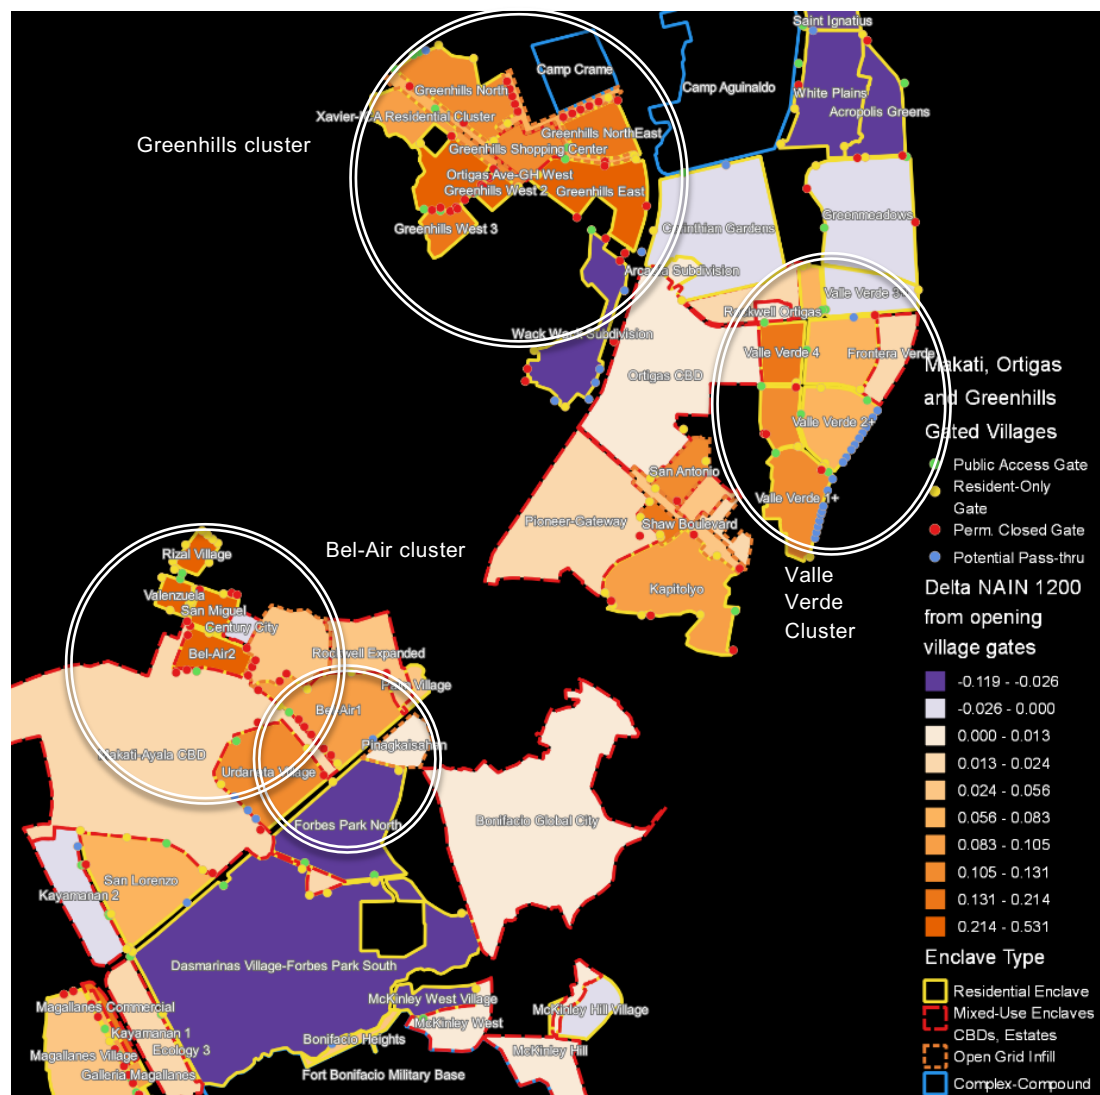 Saint Ignatius
Camp Crame
Camp Aguinaldo
White Plains
Acropolis Greens
Greenhills North
Greenhills cluster
Greenhills NorthEast
Greenhills Shopping Center
Ortigas Ave-GH West
Greenhills West 2
Greenhills East
Greenhills West 3
Greenmeadows
Valle Verde 3+
Rockwell Ortigas
Wack Wack Subdivision
Valle Verde 4
Frontera Verde
Ortigas CBD
Valle Verde 2+
San Antonio
Valle Verde 1+
Pioneer-Gateway
Shaw Boulevard
Kapitolyo
Valle
Verde
Cluster
Makati, Ortigas
and Greenhills
Gated Villages
Public Access Gate
Resident-Only
Gate
Perm. Closed Gate
Potential Pass-thru
Delta NAIN 1200
from opening
village gates
-0.119 - -0.026
-0.026 - 0.000
0.000 - 0.013
0.013 - 0.024
0.024 - 0.056
0.056 - 0.083
0.083 - 0.105
0.105 - 0.131
0.131 - 0.214
0.214 - 0.531
Enclave Type
Residential Enclave
Mixed-Use Enclaves
CBDs, Estates
Open Grid Infill
Complex-Compound
Bel-Air cluster
Rizal Village
Valenzuela
San Miguel
Century City
Bel-Air2
Rockwell Expanded
Bel-Air1
Pinagkaisahan
Makati-Ayala CBD
Urdaneta Village
Forbes Park North
Bonifacio Global City
San Lorenzo
Kayamanan 2
Dasmarinas Village-Forbes Park South
McKinley West Village
McKinley West
McKinley Hill Village
McKinley Hill
Bonifacio Heights
Fort Bonifacio Military Base
Magallanes Commercial
Kayamanan 1
Ecology 3
Magallanes Village
Galleria Magallanes